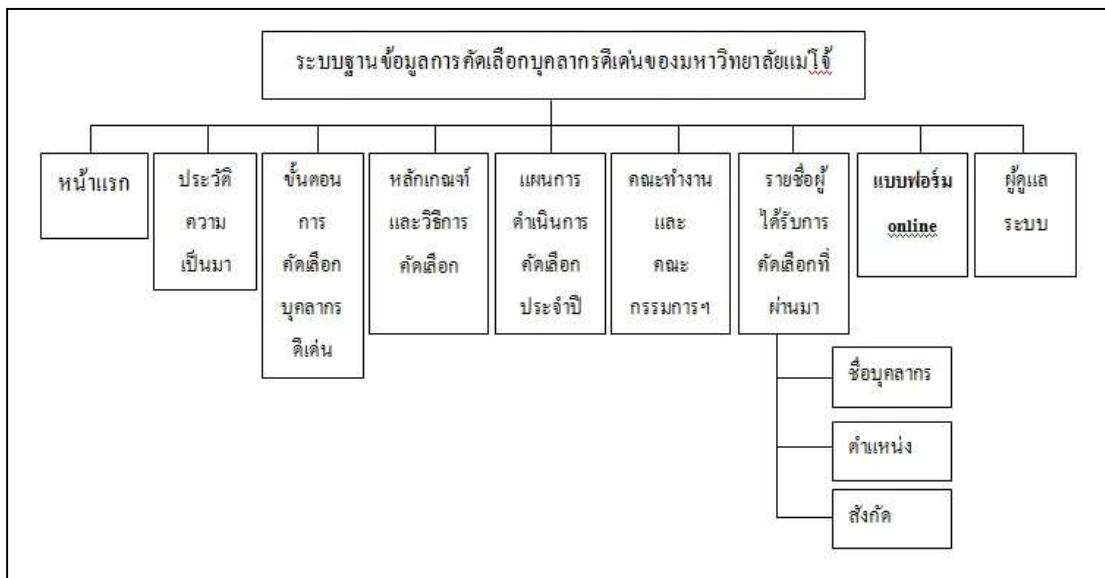 ระบบฐานข้อมูลการคัดเลือกบุคลากรดีเด่นของมหาวิทยาลัยแม่โจ้
หน้าแรก
ประวัติ
ความ
เป็นมา
ขั้นตอน
การ
คัดเลือก
บุคลากร
ดีเด่น
หลักเกณฑ์
และวิธีการ
คัดเลือก
แผนการ
ดำเนินการ
คัดเลือก
ประจำปี
คณะทำงาน
และ
คณะ
กรรมการฯ
รายชื่อผู้
ได้รับการ
คัดเลือกที่
ผ่านมา
แบบฟอร์ม
online
ผู้ดูแล
ระบบ
ชื่อบุคลากร
ตำแหน่ง
สังกัด